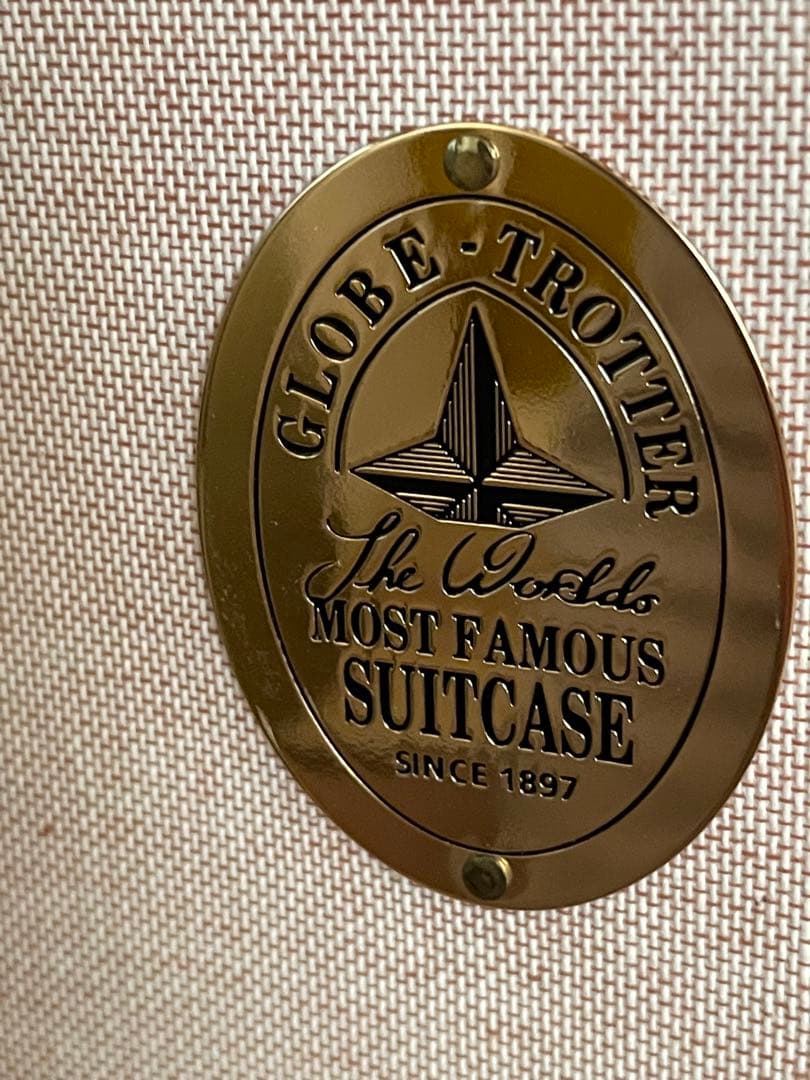 GLOBE-TROTTER
The Worlds
MOST FAMOUS
SUITCASE
SINCE 1897